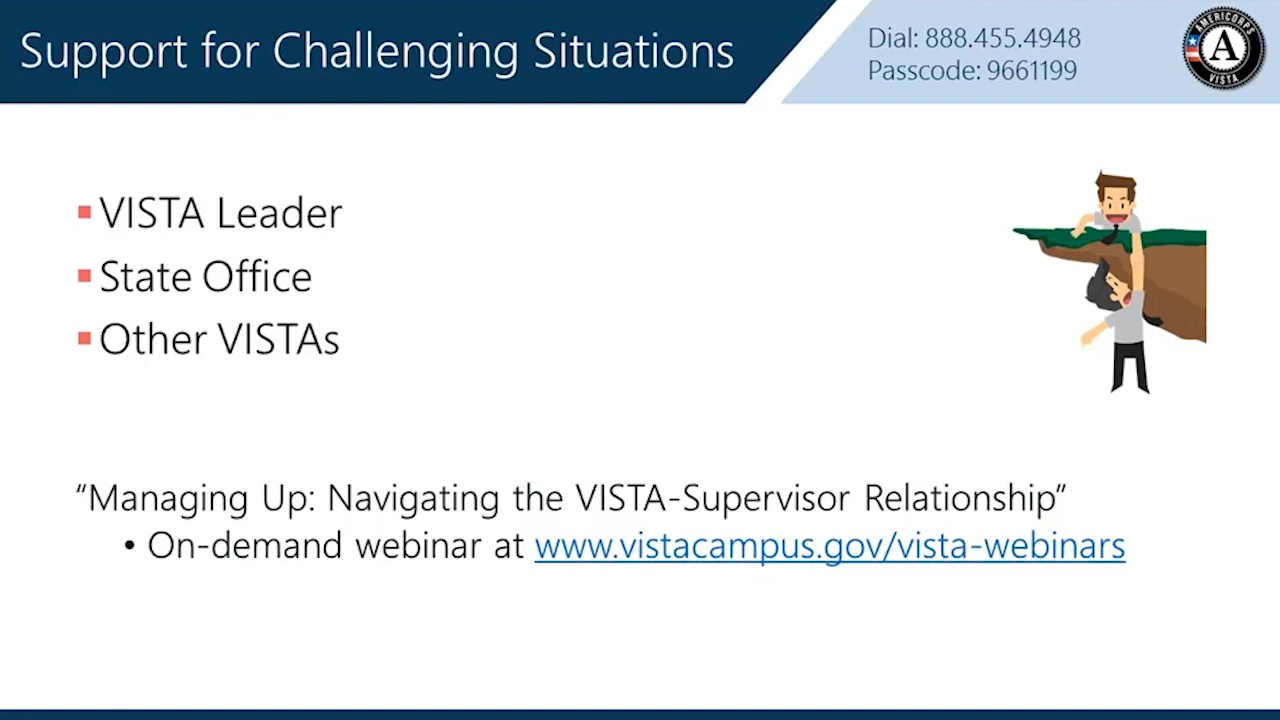 Support for Challenging Situations
Dial: 888.455.4948
Passcode: 9661199
AMERICORPS
A
VISTA
VISTA Leader
State Office
Other VISTAs
“Managing Up: Navigating the VISTA-Supervisor Relationship”
• On-demand webinar at www.vistacampus.gov/vista-webinars